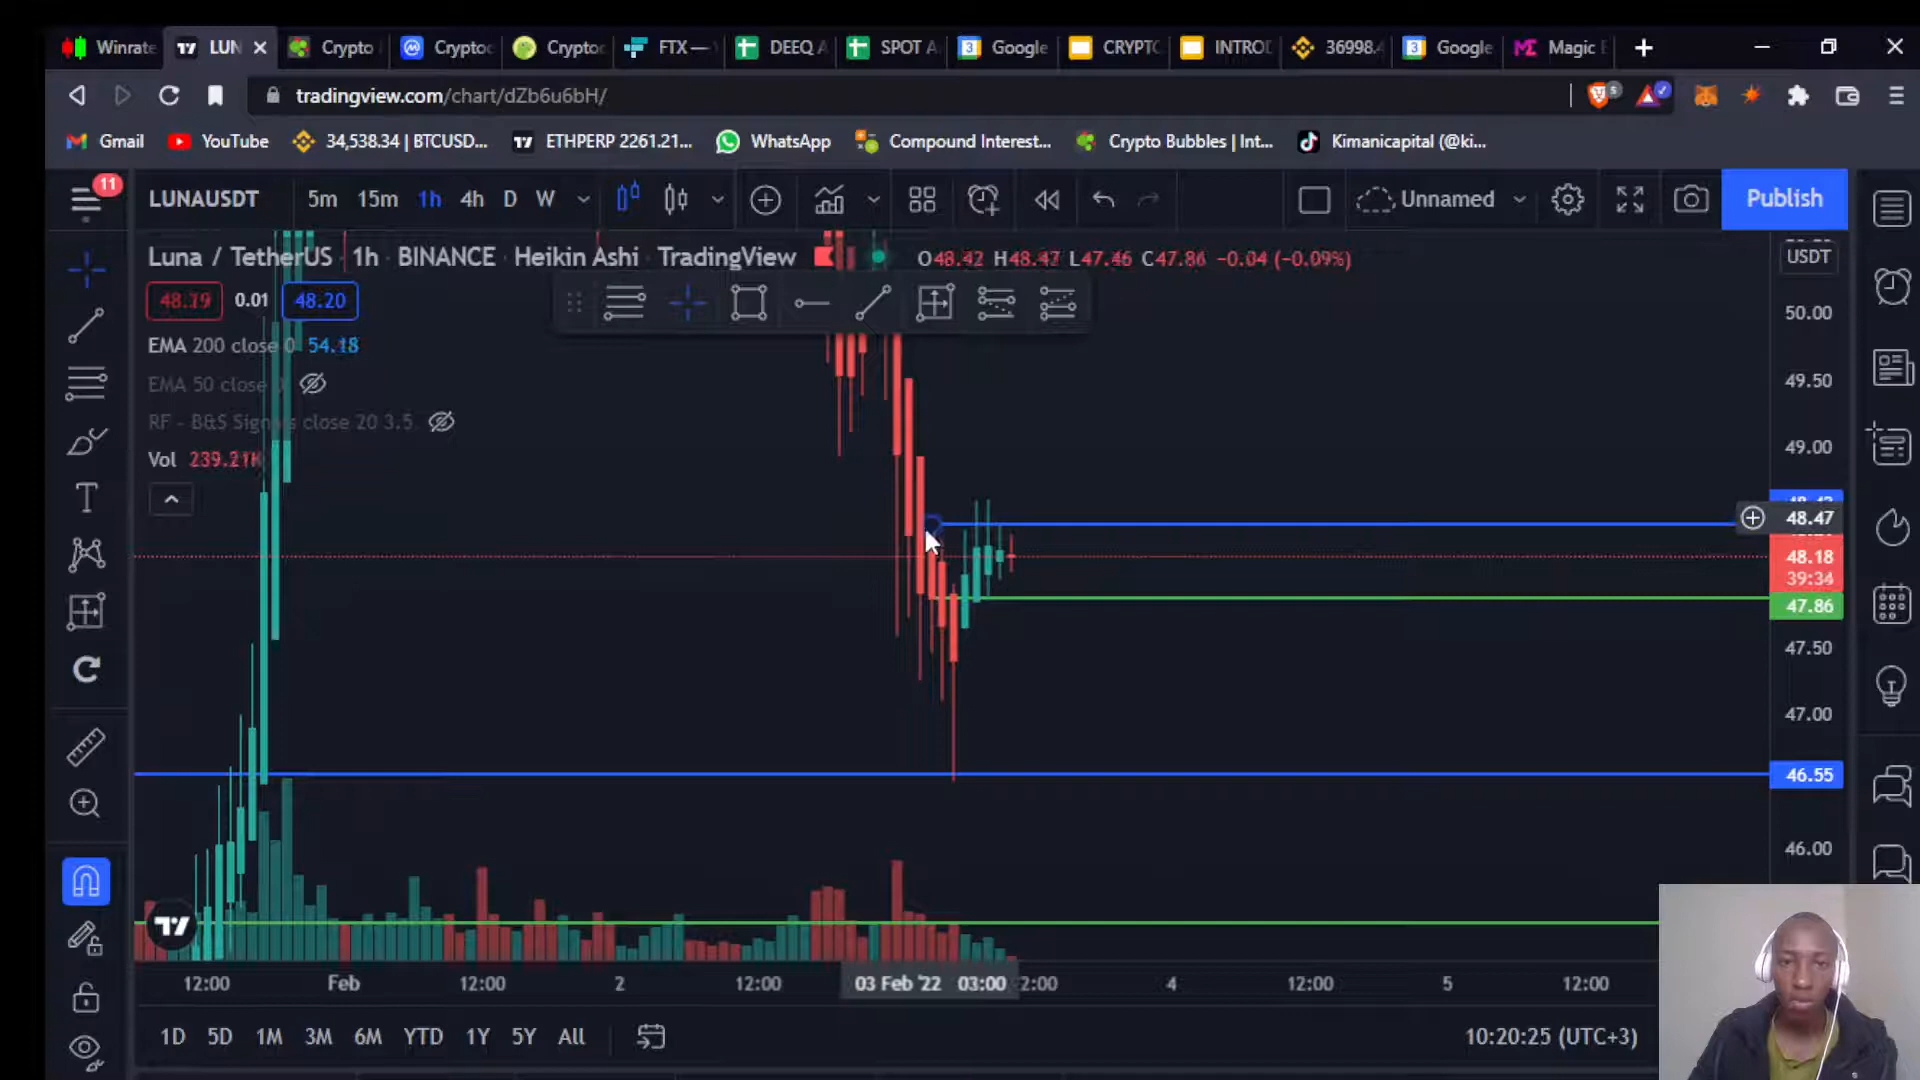 Winrate LUN Crypto Cryptoc Cryptoc FTX — DEEQ A SPOT A Google CRYPTO INTROD 36998. Google Magic E
tradingview.com/chart/dZb6u6bH/
Gmail YouTube 34,538.34 | BTCUSD... ETHPERP 2261.21... WhatsApp Compound Interest... Crypto Bubbles | Int... Kimanicapital (@ki...
11
LUNAUSDT 5m 15m 1h 4h D W Unnamed Publish
Luna / TetherUS 1h · BINANCE · Heikin Ashi · TradingView O48.42 H48.47 L47.46 C47.86 −0.04 (−0.09%) USDT
48.19 0.01 48.20
50.00
EMA 200 close 0 54.18
EMA 50 close
49.50
RF - B&S Signals close 20 3.5
49.00
Vol 239.21K
48.47
48.18
39:34
47.86
47.50
47.00
46.55
46.00
12:00 Feb 12:00 2 12:00 03 Feb '22 03:00 2:00 4 12:00 5 12:00
1D 5D 1M 3M 6M YTD 1Y 5Y All 10:20:25 (UTC+3)